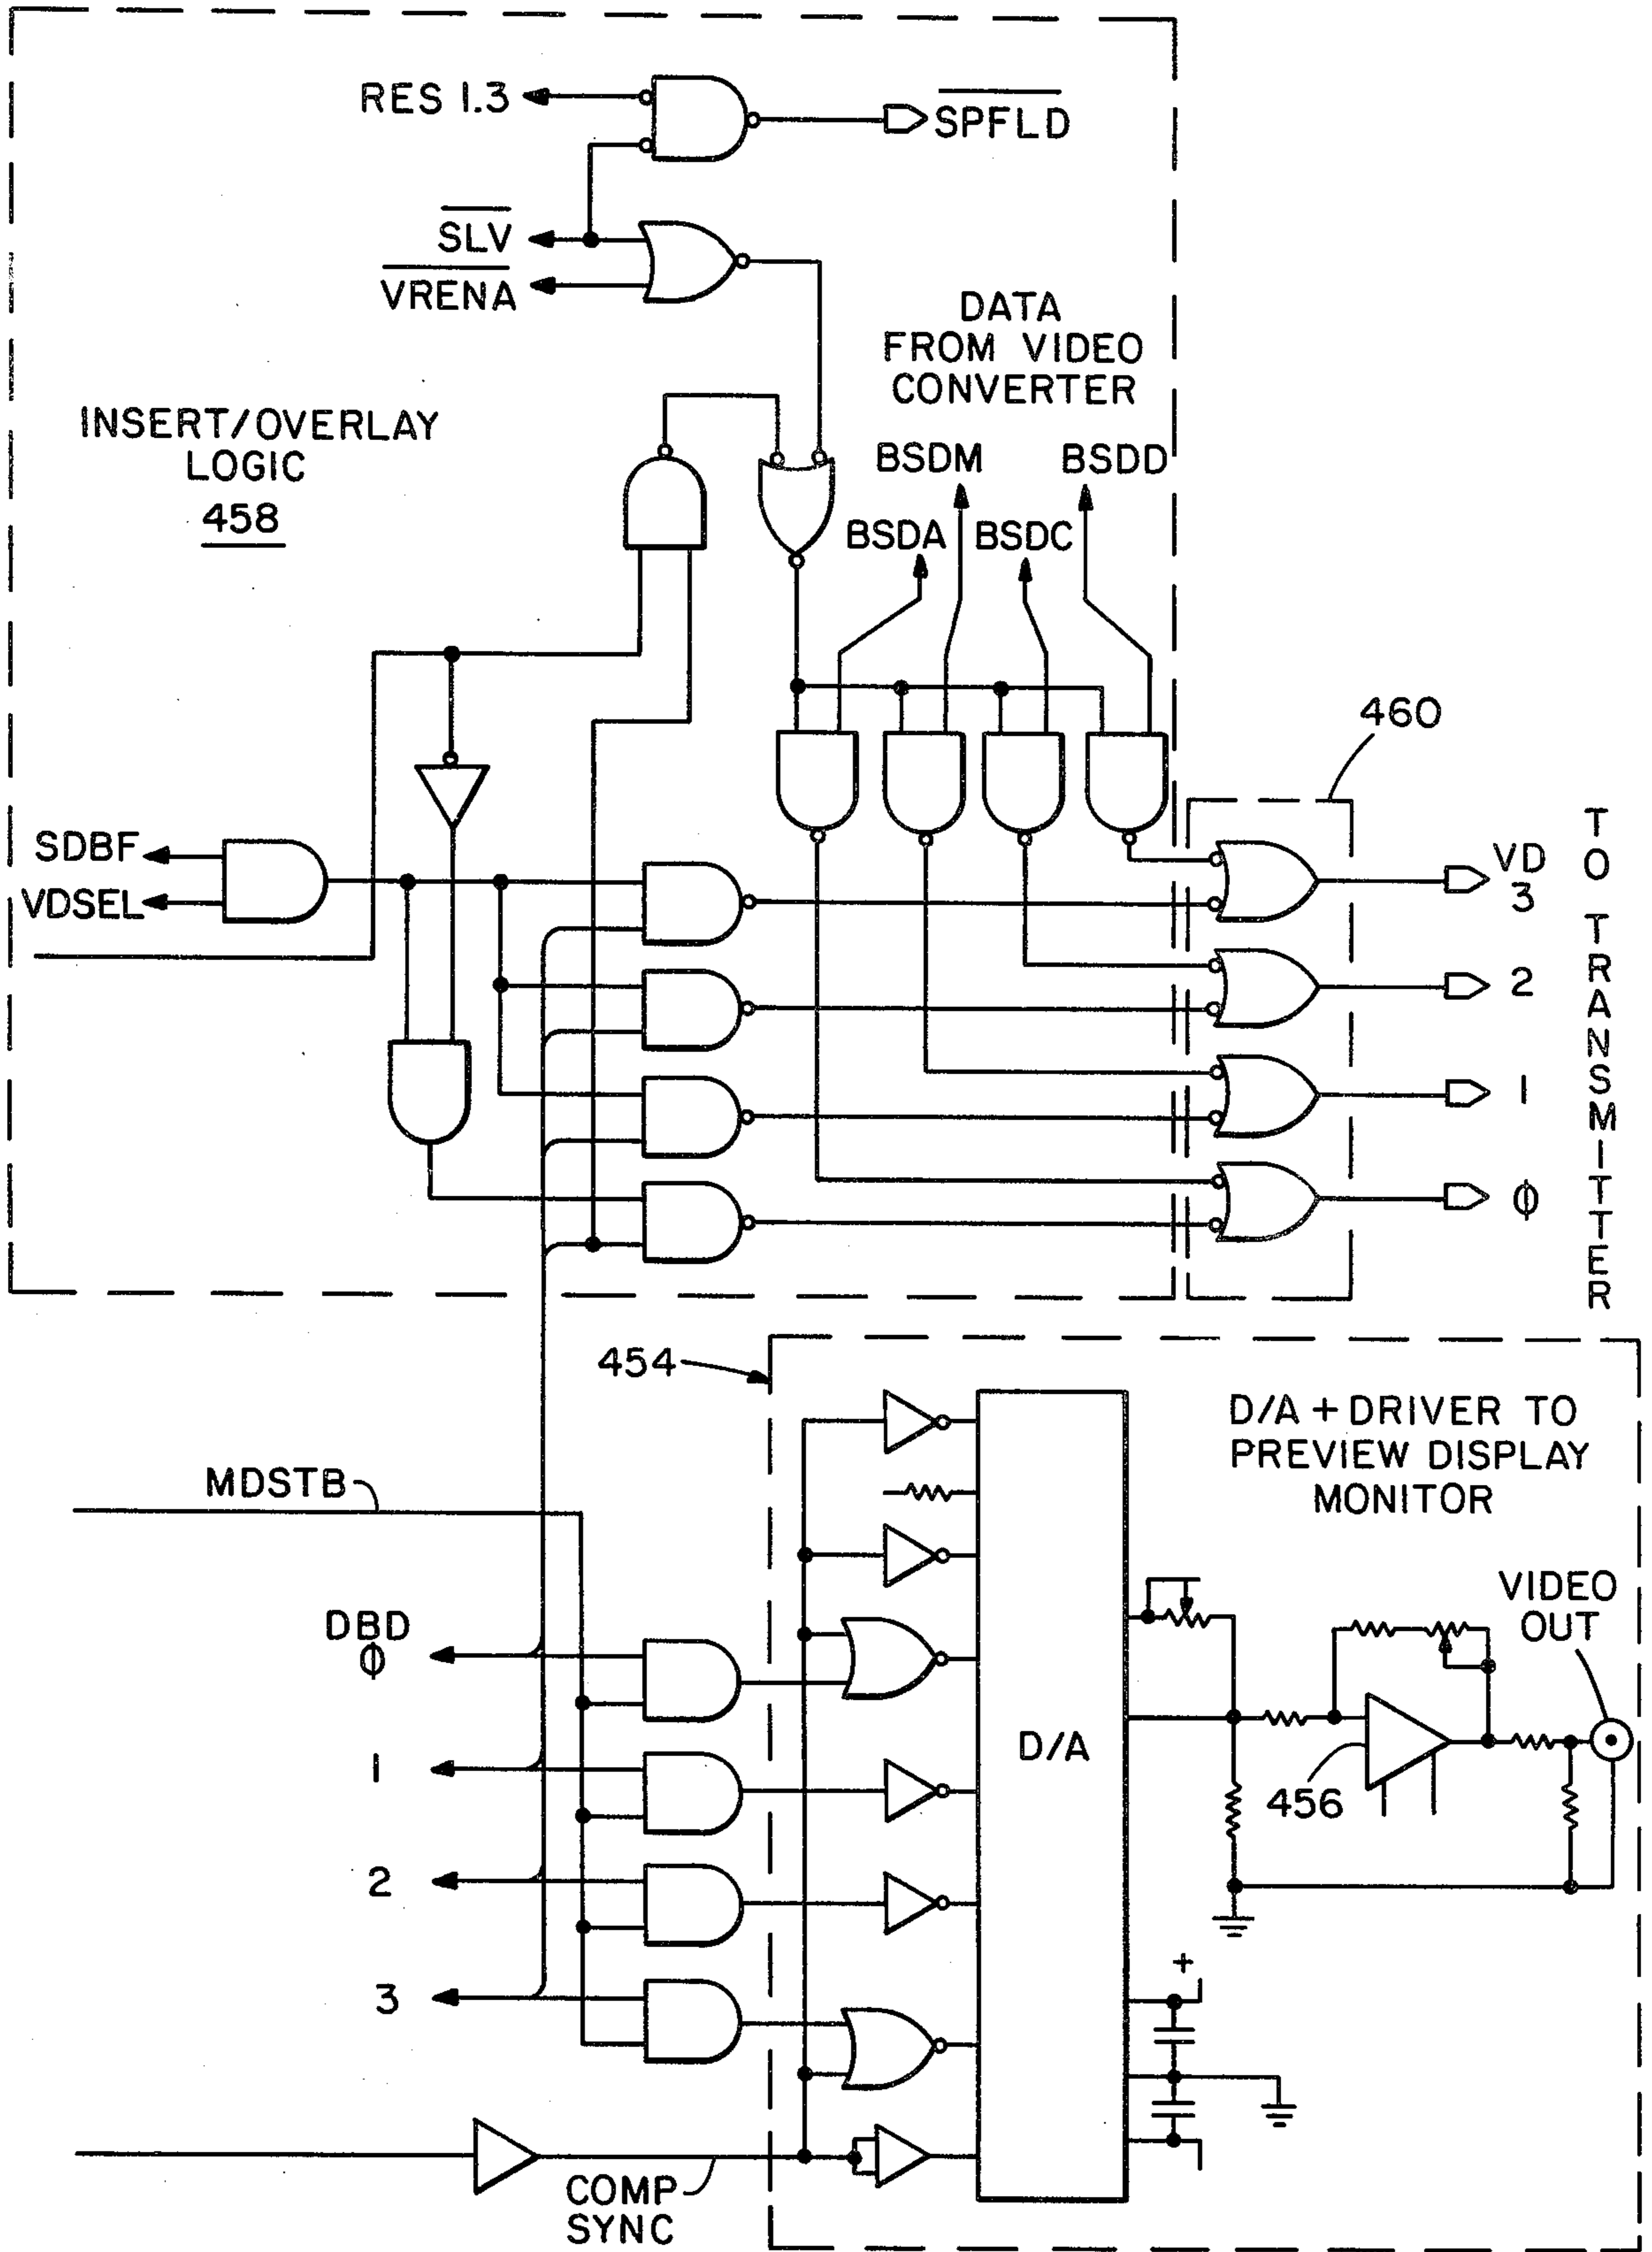 RES 1.3
SPFLD
SLV
VRENA
DATA
FROM VIDEO
CONVERTER
INSERT/OVERLAY
LOGIC
458
BSDM
BSDD
BSDA
BSDC
460
SDBF
VDSEL
VD
3
2
1
ϕ
TO TRANSMITTER
454
D/A + DRIVER TO
PREVIEW DISPLAY
MONITOR
MDSTB
VIDEO
OUT
DBD
ϕ
1
2
3
D/A
456
+
COMP
SYNC